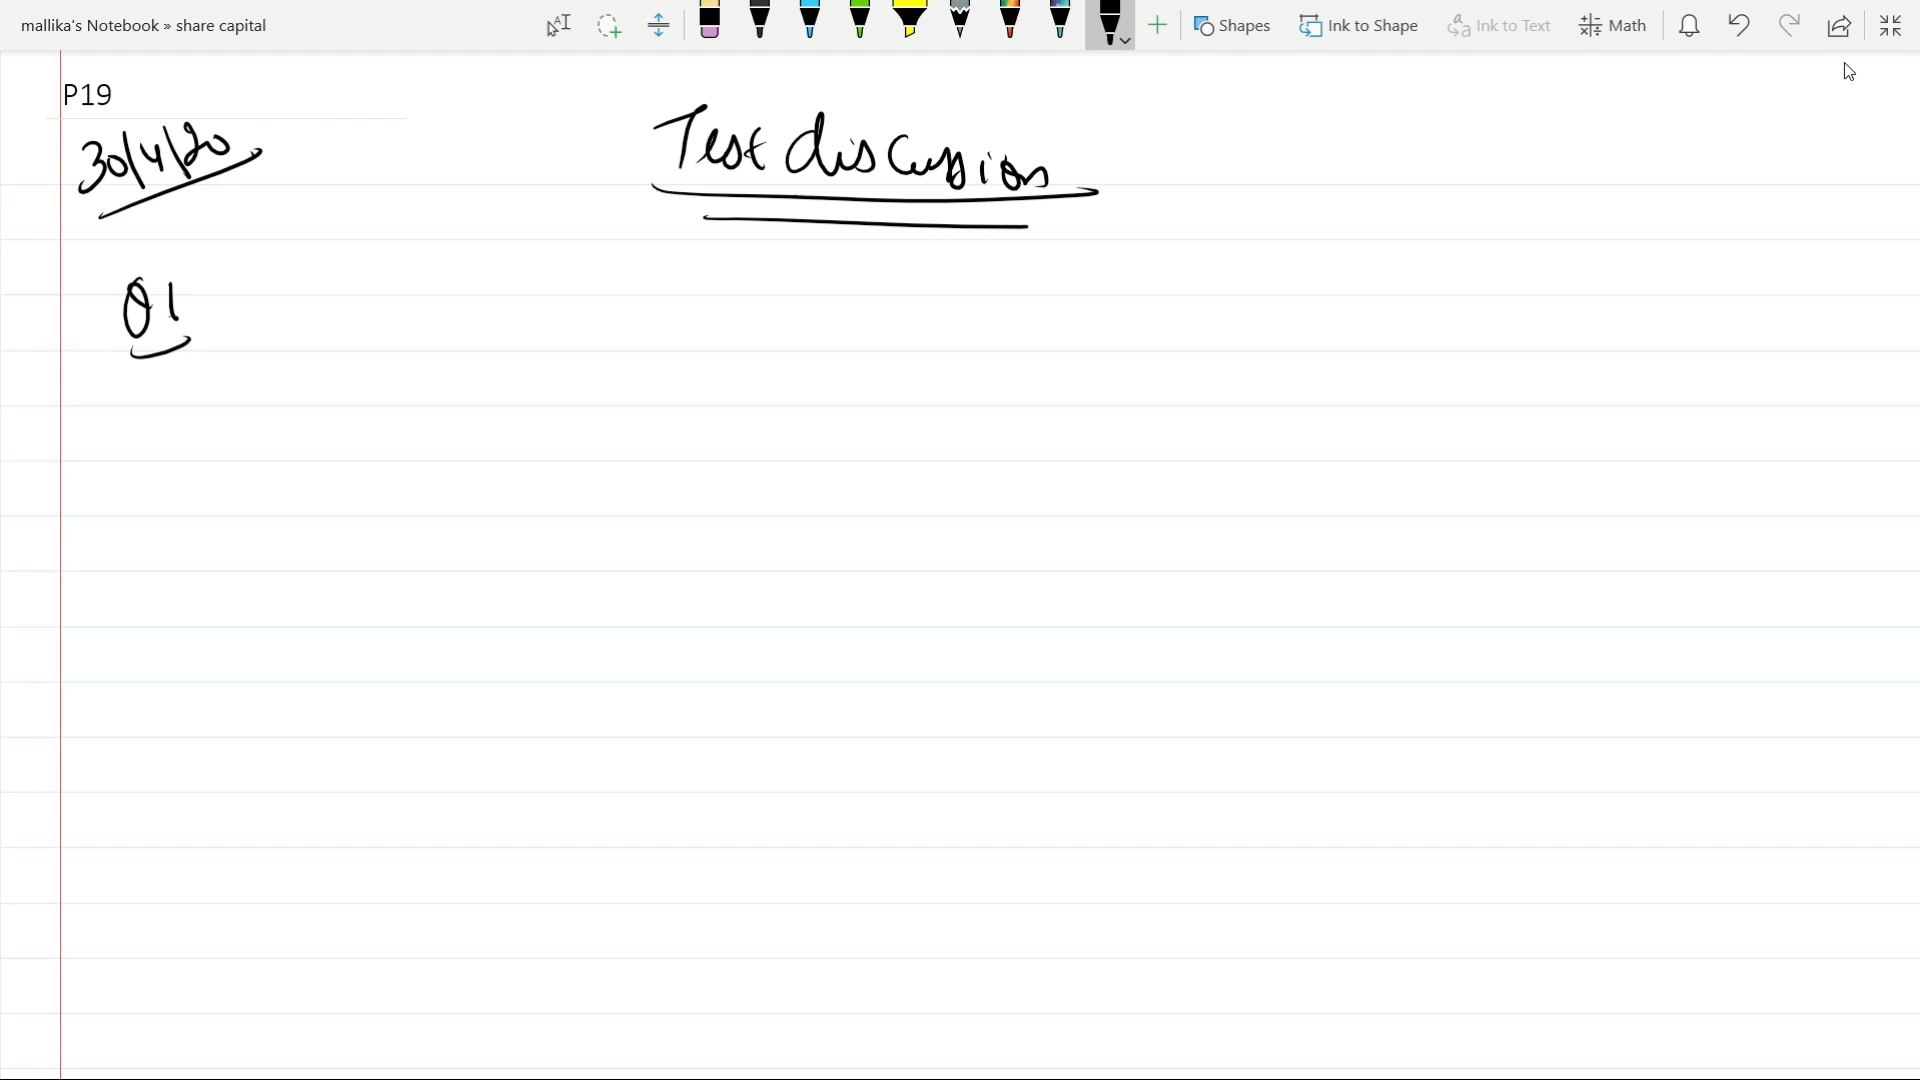 mallika's Notebook » share capital Shapes Ink to Shape Ink to Text Math
P19
30/4/20
Test discussion
Q1